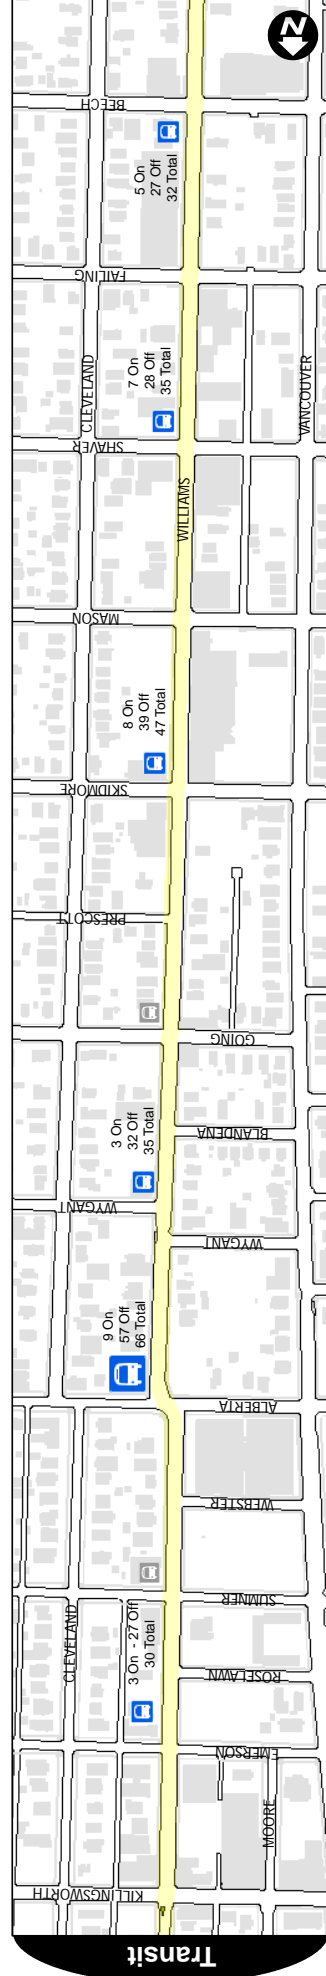 N
BEECH
5 On
27 Off
32 Total
FAILING
7 On
28 Off
35 Total
CLEVELAND
VANCOUVER
SHAVER
WILLIAMS
MASON
8 On
39 Off
47 Total
SKIDMORE
PRESCOTT
GOING
3 On
32 Off
35 Total
BLANDENA
WYGANT
WYGANT
9 On
57 Off
66 Total
ALBERTA
WEBSTER
SUMNER
3 On - 27 Off
30 Total
CLEVELAND
ROSELAWN
EMERSON
MOORE
KILLINGSWORTH
Transit